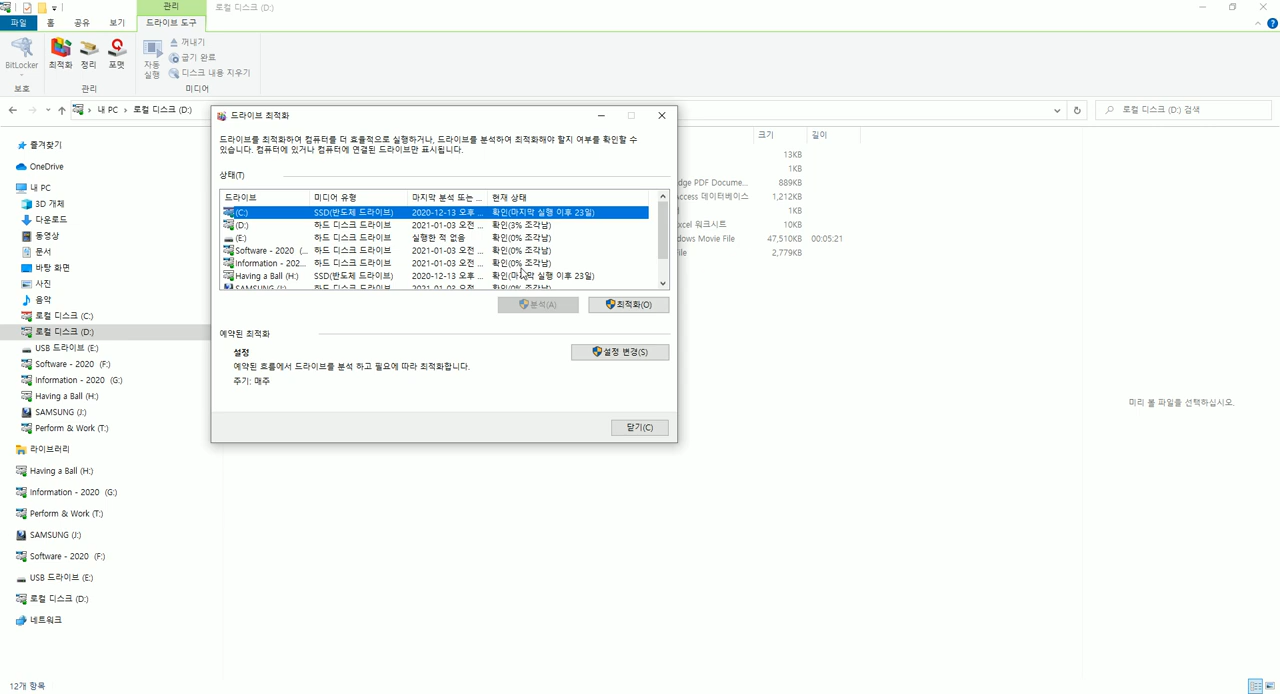 관리
로컬 디스크 (D:)
파일
홈
공유
보기
드라이브 도구
BitLocker
최적화
정리
포맷
자동
실행
꺼내기
굽기 완료
디스크 내용 지우기
보호
관리
미디어
내 PC > 로컬 디스크 (D:)
로컬 디스크 (D:) 검색
즐겨찾기
OneDrive
내 PC
3D 개체
다운로드
동영상
문서
바탕 화면
사진
음악
로컬 디스크 (C:)
로컬 디스크 (D:)
USB 드라이브 (E:)
Software - 2020 (F:)
Information - 2020 (G:)
Having a Ball (H:)
SAMSUNG (J:)
Perform & Work (T:)
라이브러리
Having a Ball (H:)
Information - 2020 (G:)
Perform & Work (T:)
SAMSUNG (J:)
Software - 2020 (F:)
USB 드라이브 (E:)
로컬 디스크 (D:)
네트워크
12개 항목
드라이브 최적화
드라이브를 최적화하여 컴퓨터를 더 효율적으로 실행하거나, 드라이브를 분석하여 최적화해야 할지 여부를 확인할 수
있습니다. 컴퓨터에 있거나 컴퓨터에 연결된 드라이브만 표시됩니다.
상태(T)
드라이브 미디어 유형 마지막 분석 또는 ... 현재 상태
(C:) SSD(반도체 드라이브) 2020-12-13 오후 ... 확인(마지막 실행 이후 23일)
(D:) 하드 디스크 드라이브 2021-01-03 오전 ... 확인(3% 조각남)
(E:) 하드 디스크 드라이브 실행한 적 없음 확인(0% 조각남)
Software - 2020 (... 하드 디스크 드라이브 2021-01-03 오전 ... 확인(0% 조각남)
Information - 202... 하드 디스크 드라이브 2021-01-03 오전 ... 확인(0% 조각남)
Having a Ball (H:) SSD(반도체 드라이브) 2020-12-13 오후 ... 확인(마지막 실행 이후 23일)
SAMSUNG (J:) 하드 디스크 드라이브 2021-01-03 오전 ... 확인(0% 조각남)
분석(A)
최적화(O)
예약된 최적화
설정
설정 변경(S)
예약된 흐름에서 드라이브를 분석 하고 필요에 따라 최적화합니다.
주기: 매주
닫기(C)
크기 길이
13KB
1KB
dge PDF Docume... 889KB
Access 데이터베이스 1,212KB
1KB
xcel 워크시트 10KB
dows Movie File 47,510KB 00:05:21
ile 2,779KB
미리 볼 파일을 선택하십시오.